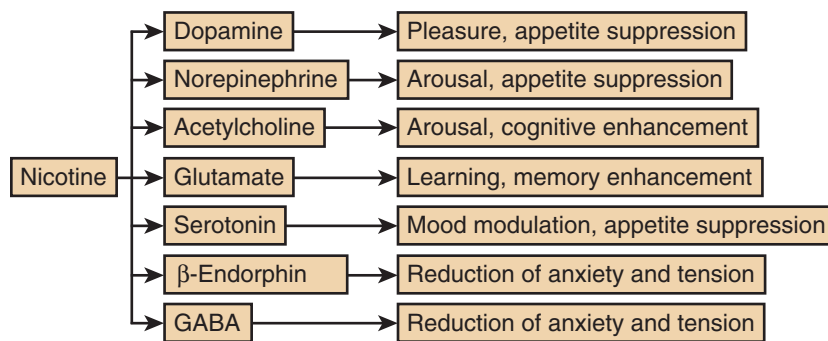 Dopamine
Pleasure, appetite suppression
Norepinephrine
Arousal, appetite suppression
Acetylcholine
Arousal, cognitive enhancement
Nicotine
Glutamate
Learning, memory enhancement
Serotonin
Mood modulation, appetite suppression
β-Endorphin
Reduction of anxiety and tension
GABA
Reduction of anxiety and tension